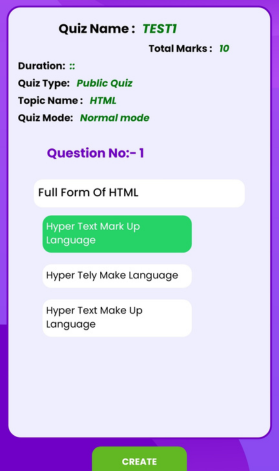 Quiz Name : TEST1
Total Marks : 10
Duration: ::
Quiz Type: Public Quiz
Topic Name : HTML
Quiz Mode: Normal mode
Question No:- 1
Full Form Of HTML
Hyper Text Mark Up
Language
Hyper Tely Make Language
Hyper Text Make Up
Language
CREATE